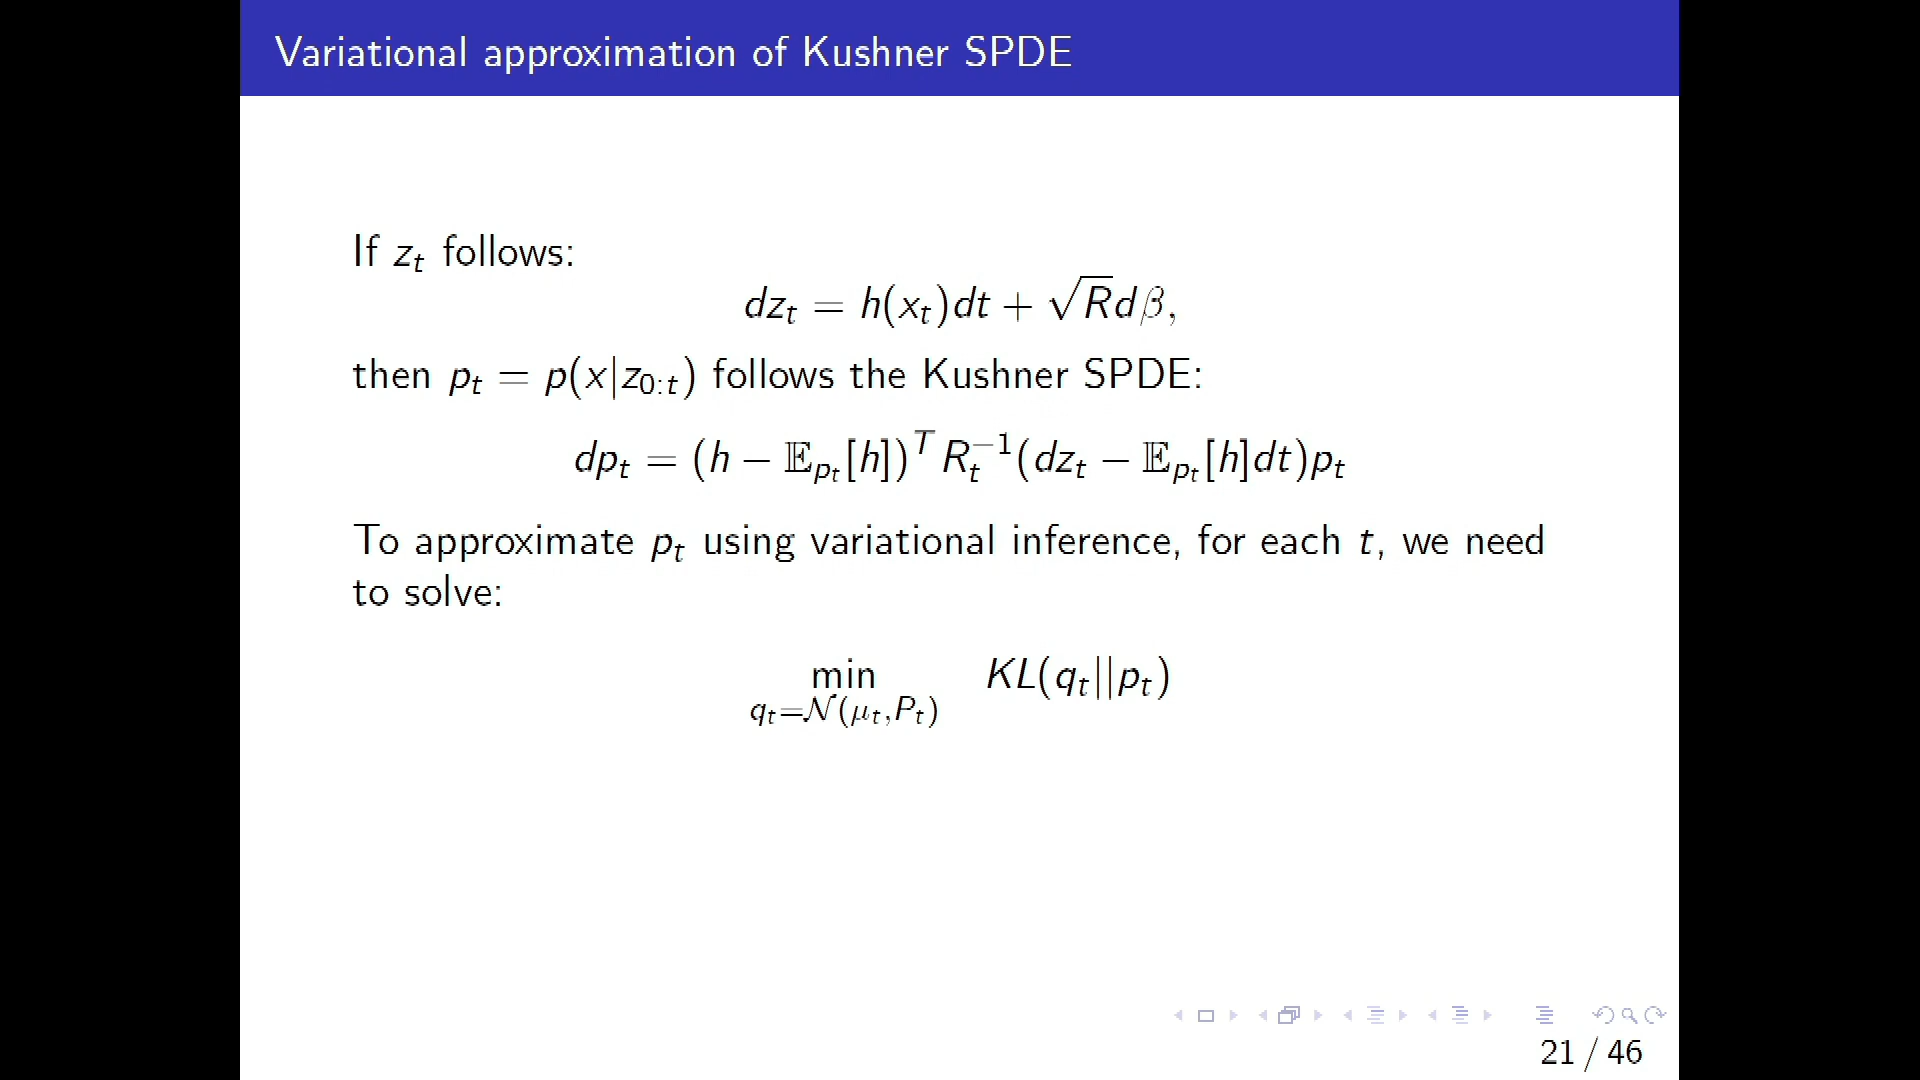 Variational approximation of Kushner SPDE
If z_t follows:
dz_t = h(x_t)dt + √R dβ,
then p_t = p(x|z_{0:t}) follows the Kushner SPDE:
dp_t = (h − 𝔼_{p_t}[h])^T R_t^{−1}(dz_t − 𝔼_{p_t}[h]dt)p_t
To approximate p_t using variational inference, for each t, we need
to solve:
min KL(q_t||p_t)
q_t=𝒩(μ_t,P_t)
21 / 46